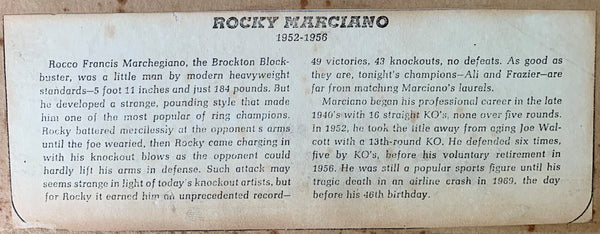 ROCKY MARCIANO
1952-1956
Rocco Francis Marchegiano, the Brockton Block-
buster, was a little man by modern heavyweight
standards—5 foot 11 inches and just 184 pounds. But
he developed a strange, pounding style that made
him one of the most popular of ring champions.
Rocky battered mercilessly at the opponent's arms
until the foe wearied, then Rocky came charging in
with his knockout blows as the opponent could
hardly lift his arms in defense. Such attack may
seems strange in light of today's knockout artists, but
for Rocky it earned him an unprecedented record—
49 victories, 43 knockouts, no defeats. As good as
they are, tonight's champions—Ali and Frazier—are
far from matching Marciano's laurels.
Marciano began his professional career in the late
1940's with 16 straight KO's, none over five rounds.
In 1952, he took the title away from aging Joe Wal-
cott with a 13th-round KO. He defended six times,
five by KO's, before his voluntary retirement in
1956. He was still a popular sports figure until his
tragic death in an airline crash in 1969, the day
before his 46th birthday.